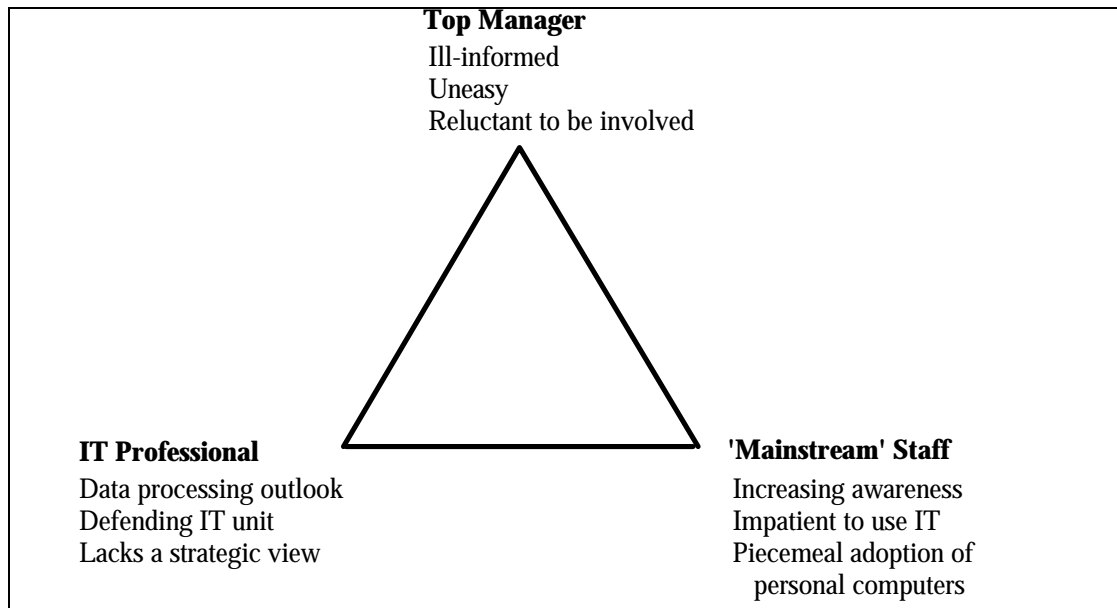 Top Manager
Ill-informed
Uneasy
Reluctant to be involved
IT Professional
Data processing outlook
Defending IT unit
Lacks a strategic view
'Mainstream' Staff
Increasing awareness
Impatient to use IT
Piecemeal adoption of
personal computers